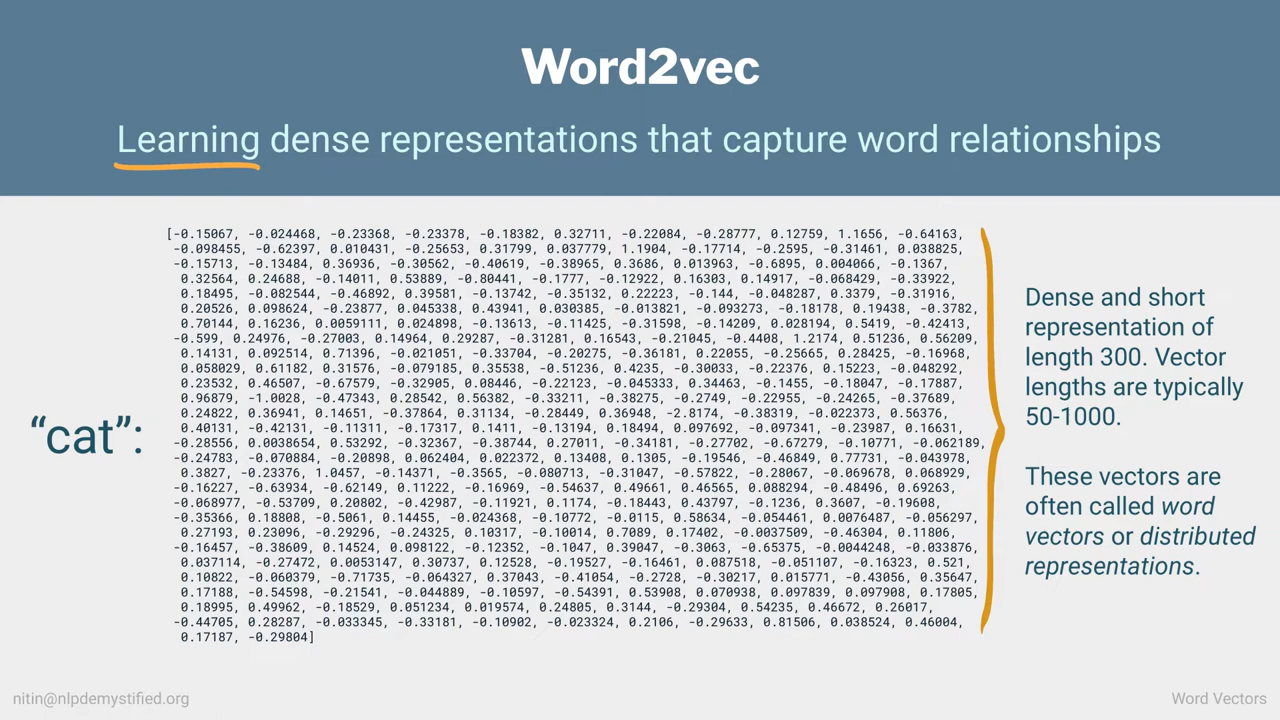 Word2vec
Learning dense representations that capture word relationships
[-0.15067, -0.024468, -0.23368, -0.23378, -0.18382, 0.32711, -0.22084, -0.28777, 0.12759, 1.1656, -0.64163,
-0.098455, -0.62397, 0.010431, -0.25653, 0.31799, 0.037779, 1.1904, -0.17714, -0.2595, -0.31461, 0.038825,
-0.15713, -0.13484, 0.36936, -0.30562, -0.40619, -0.38965, 0.3686, 0.013963, -0.6895, 0.004066, -0.1367,
0.32564, 0.24688, -0.14011, 0.53889, -0.80441, -0.1777, -0.12922, 0.16303, 0.14917, -0.068429, -0.33922,
0.18495, -0.082544, -0.46892, 0.39581, -0.13742, -0.35132, 0.22223, -0.144, -0.048287, 0.3379, -0.31916,
0.20526, 0.098624, -0.23877, 0.045338, 0.43941, 0.030385, -0.013821, -0.093273, -0.18178, 0.19438, -0.3782,
0.70144, 0.16236, 0.0059111, 0.024898, -0.13613, -0.11425, -0.31598, -0.14209, 0.028194, 0.5419, -0.42413,
-0.599, 0.24976, -0.27003, 0.14964, 0.29287, -0.31281, 0.16543, -0.21045, -0.4408, 1.2174, 0.51236, 0.56209,
0.14131, 0.092514, 0.71396, -0.021051, -0.33704, -0.20275, -0.36181, 0.22055, -0.25665, 0.28425, -0.16968,
0.058029, 0.61182, 0.31576, -0.079185, 0.35538, -0.51236, 0.4235, -0.30033, -0.22376, 0.15223, -0.048292,
0.23532, 0.46507, -0.67579, -0.32905, 0.08446, -0.22123, -0.045333, 0.34463, -0.1455, -0.18047, -0.17887,
0.96879, -1.0028, -0.47343, 0.28542, 0.56382, -0.33211, -0.38275, -0.2749, -0.22955, -0.24265, -0.37689,
0.24822, 0.36941, 0.14651, -0.37864, 0.31134, -0.28449, 0.36948, -2.8174, -0.38319, -0.022373, 0.56376,
0.40131, -0.42131, -0.11311, -0.17317, 0.1411, -0.13194, 0.18494, 0.097692, -0.097341, -0.23987, 0.16631,
-0.28556, 0.0038654, 0.53292, -0.32367, -0.38744, 0.27011, -0.34181, -0.27702, -0.67279, -0.10771, -0.062189,
-0.24783, -0.070884, -0.20898, 0.062404, 0.022372, 0.13408, 0.1305, -0.19546, -0.46849, 0.77731, -0.043978,
0.3827, -0.23376, 1.0457, -0.14371, -0.3565, -0.080713, -0.31047, -0.57822, -0.28067, -0.069678, 0.068929,
-0.16227, -0.63934, -0.62149, 0.11222, -0.16969, -0.54637, 0.49661, 0.46565, 0.088294, -0.48496, 0.69263,
-0.068977, -0.53709, 0.20802, -0.42987, -0.11921, 0.1174, -0.18443, 0.43797, -0.1236, 0.3607, -0.19608,
-0.35366, 0.18808, -0.5061, 0.14455, -0.024368, -0.10772, -0.0115, 0.58634, -0.054461, 0.0076487, -0.056297,
0.27193, 0.23096, -0.29296, -0.24325, 0.10317, -0.10014, 0.7089, 0.17402, -0.0037509, -0.46304, 0.11806,
-0.16457, -0.38609, 0.14524, 0.098122, -0.12352, -0.1047, 0.39047, -0.3063, -0.65375, -0.0044248, -0.033876,
0.037114, -0.27472, 0.0053147, 0.30737, 0.12528, -0.19527, -0.16461, 0.087518, -0.051107, -0.16323, 0.521,
0.10822, -0.060379, -0.71735, -0.064327, 0.37043, -0.41054, -0.2728, -0.30217, 0.015771, -0.43056, 0.35647,
0.17188, -0.54598, -0.21541, -0.044889, -0.10597, -0.54391, 0.53908, 0.070938, 0.097839, 0.097908, 0.17805,
0.18995, 0.49962, -0.18529, 0.051234, 0.019574, 0.24805, 0.3144, -0.29304, 0.54235, 0.46672, 0.26017,
-0.44705, 0.28287, -0.033345, -0.33181, -0.10902, -0.023324, 0.2106, -0.29633, 0.81506, 0.038524, 0.46004,
0.17187, -0.29804]
“cat”:
Dense and short
representation of
length 300. Vector
lengths are typically
50-1000.
These vectors are
often called word
vectors or distributed
representations.
nitin@nlpdemystified.org
Word Vectors